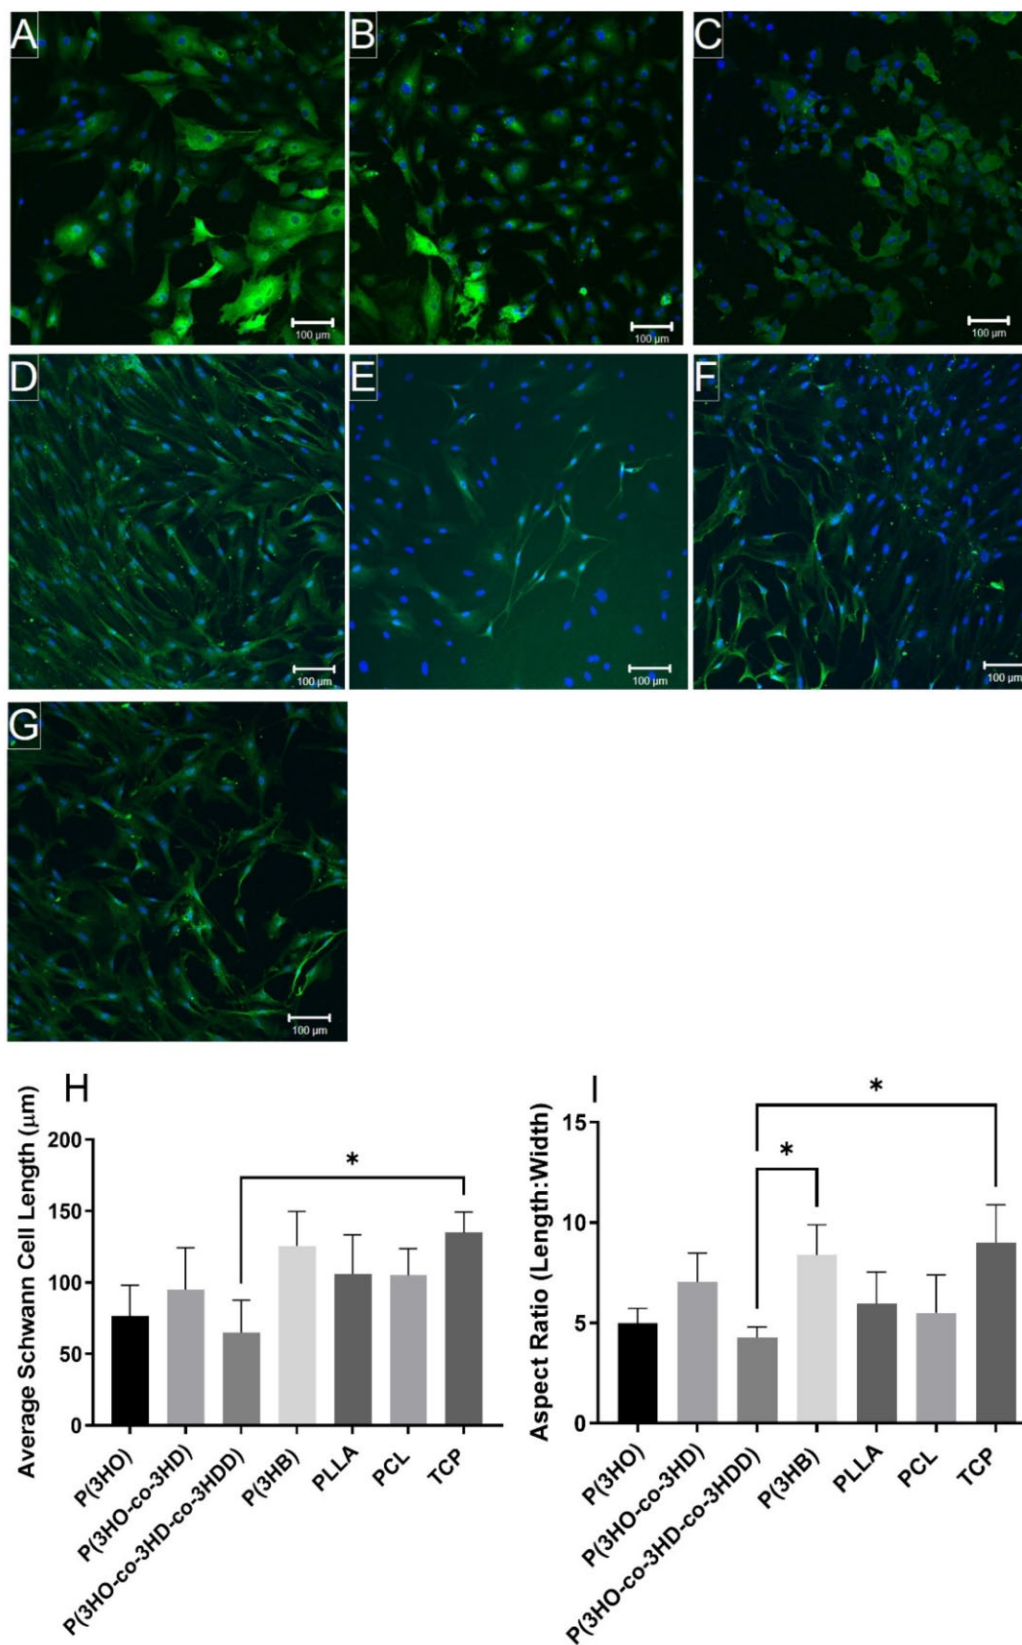 A
B
C
100 μm
100 μm
100 μm
D
E
F
100 μm
100 μm
100 μm
G
100 μm
H
Average Schwann Cell Length (μm)
200
150
100
50
0
*
P(3HO)
P(3HO-co-3HD)
P(3HO-co-3HD-co-3HDD)
P(3HB)
PLLA
PCL
TCP
I
Aspect Ratio (Length:Width)
15
10
5
0
*
*
P(3HO)
P(3HO-co-3HD)
P(3HO-co-3HD-co-3HDD)
P(3HB)
PLLA
PCL
TCP